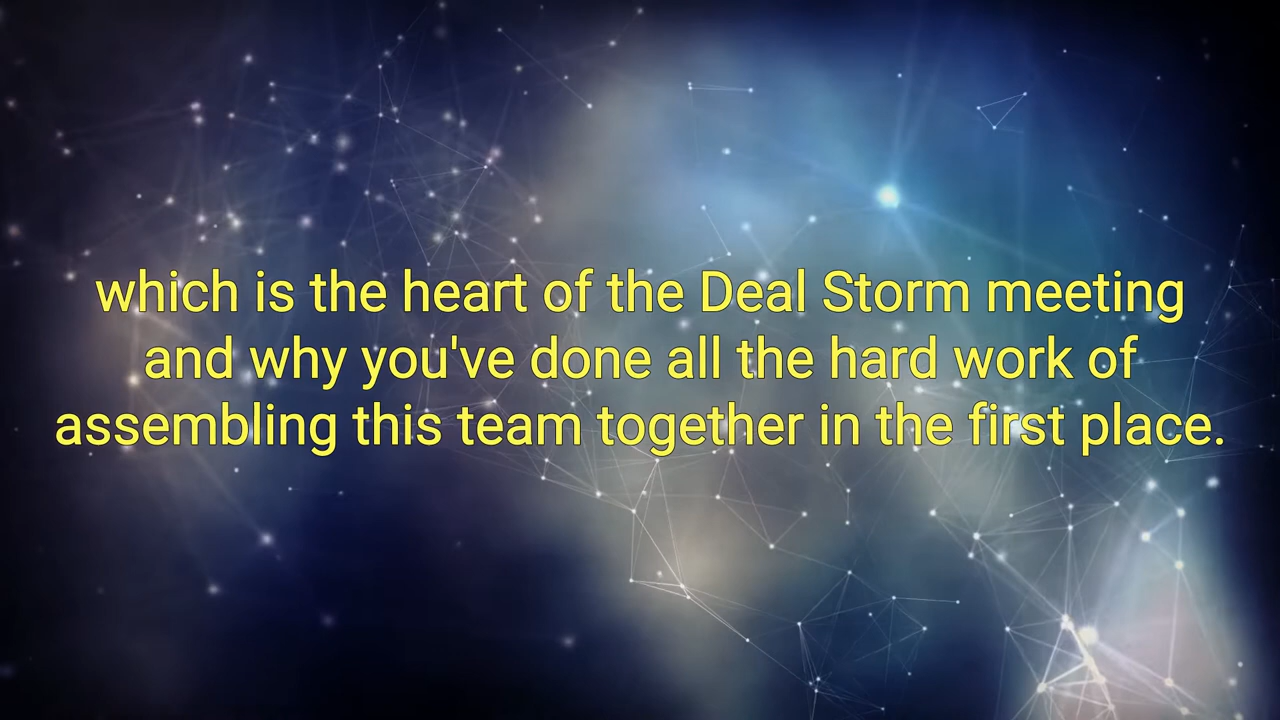 which is the heart of the Deal Storm meeting
and why you've done all the hard work of
assembling this team together in the first place.